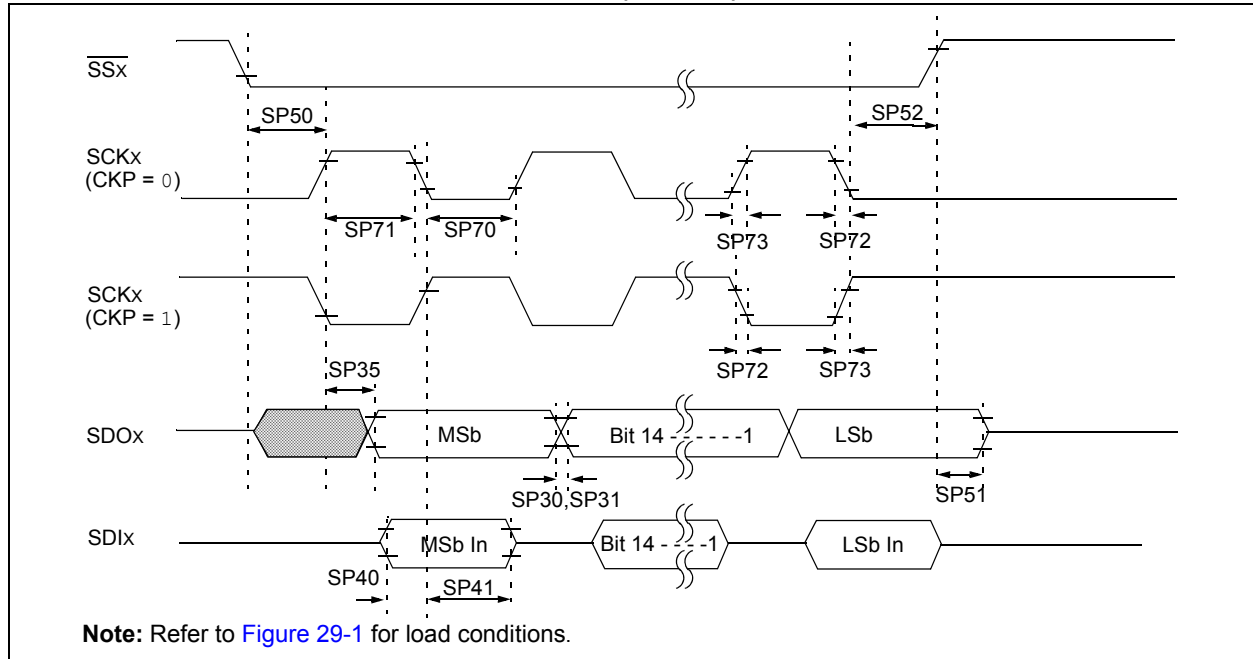 SSx
SP50
SP52
SCKx
(CKP = 0)
SP71
SP70
SP73
SP72
SCKx
(CKP = 1)
SP35
SP72
SP73
SDOx
MSb
Bit 14 - - - - - -1
LSb
SP30,SP31
SP51
SDIx
MSb In
Bit 14 - - - -1
LSb In
SP40
SP41
Note: Refer to Figure 29-1 for load conditions.